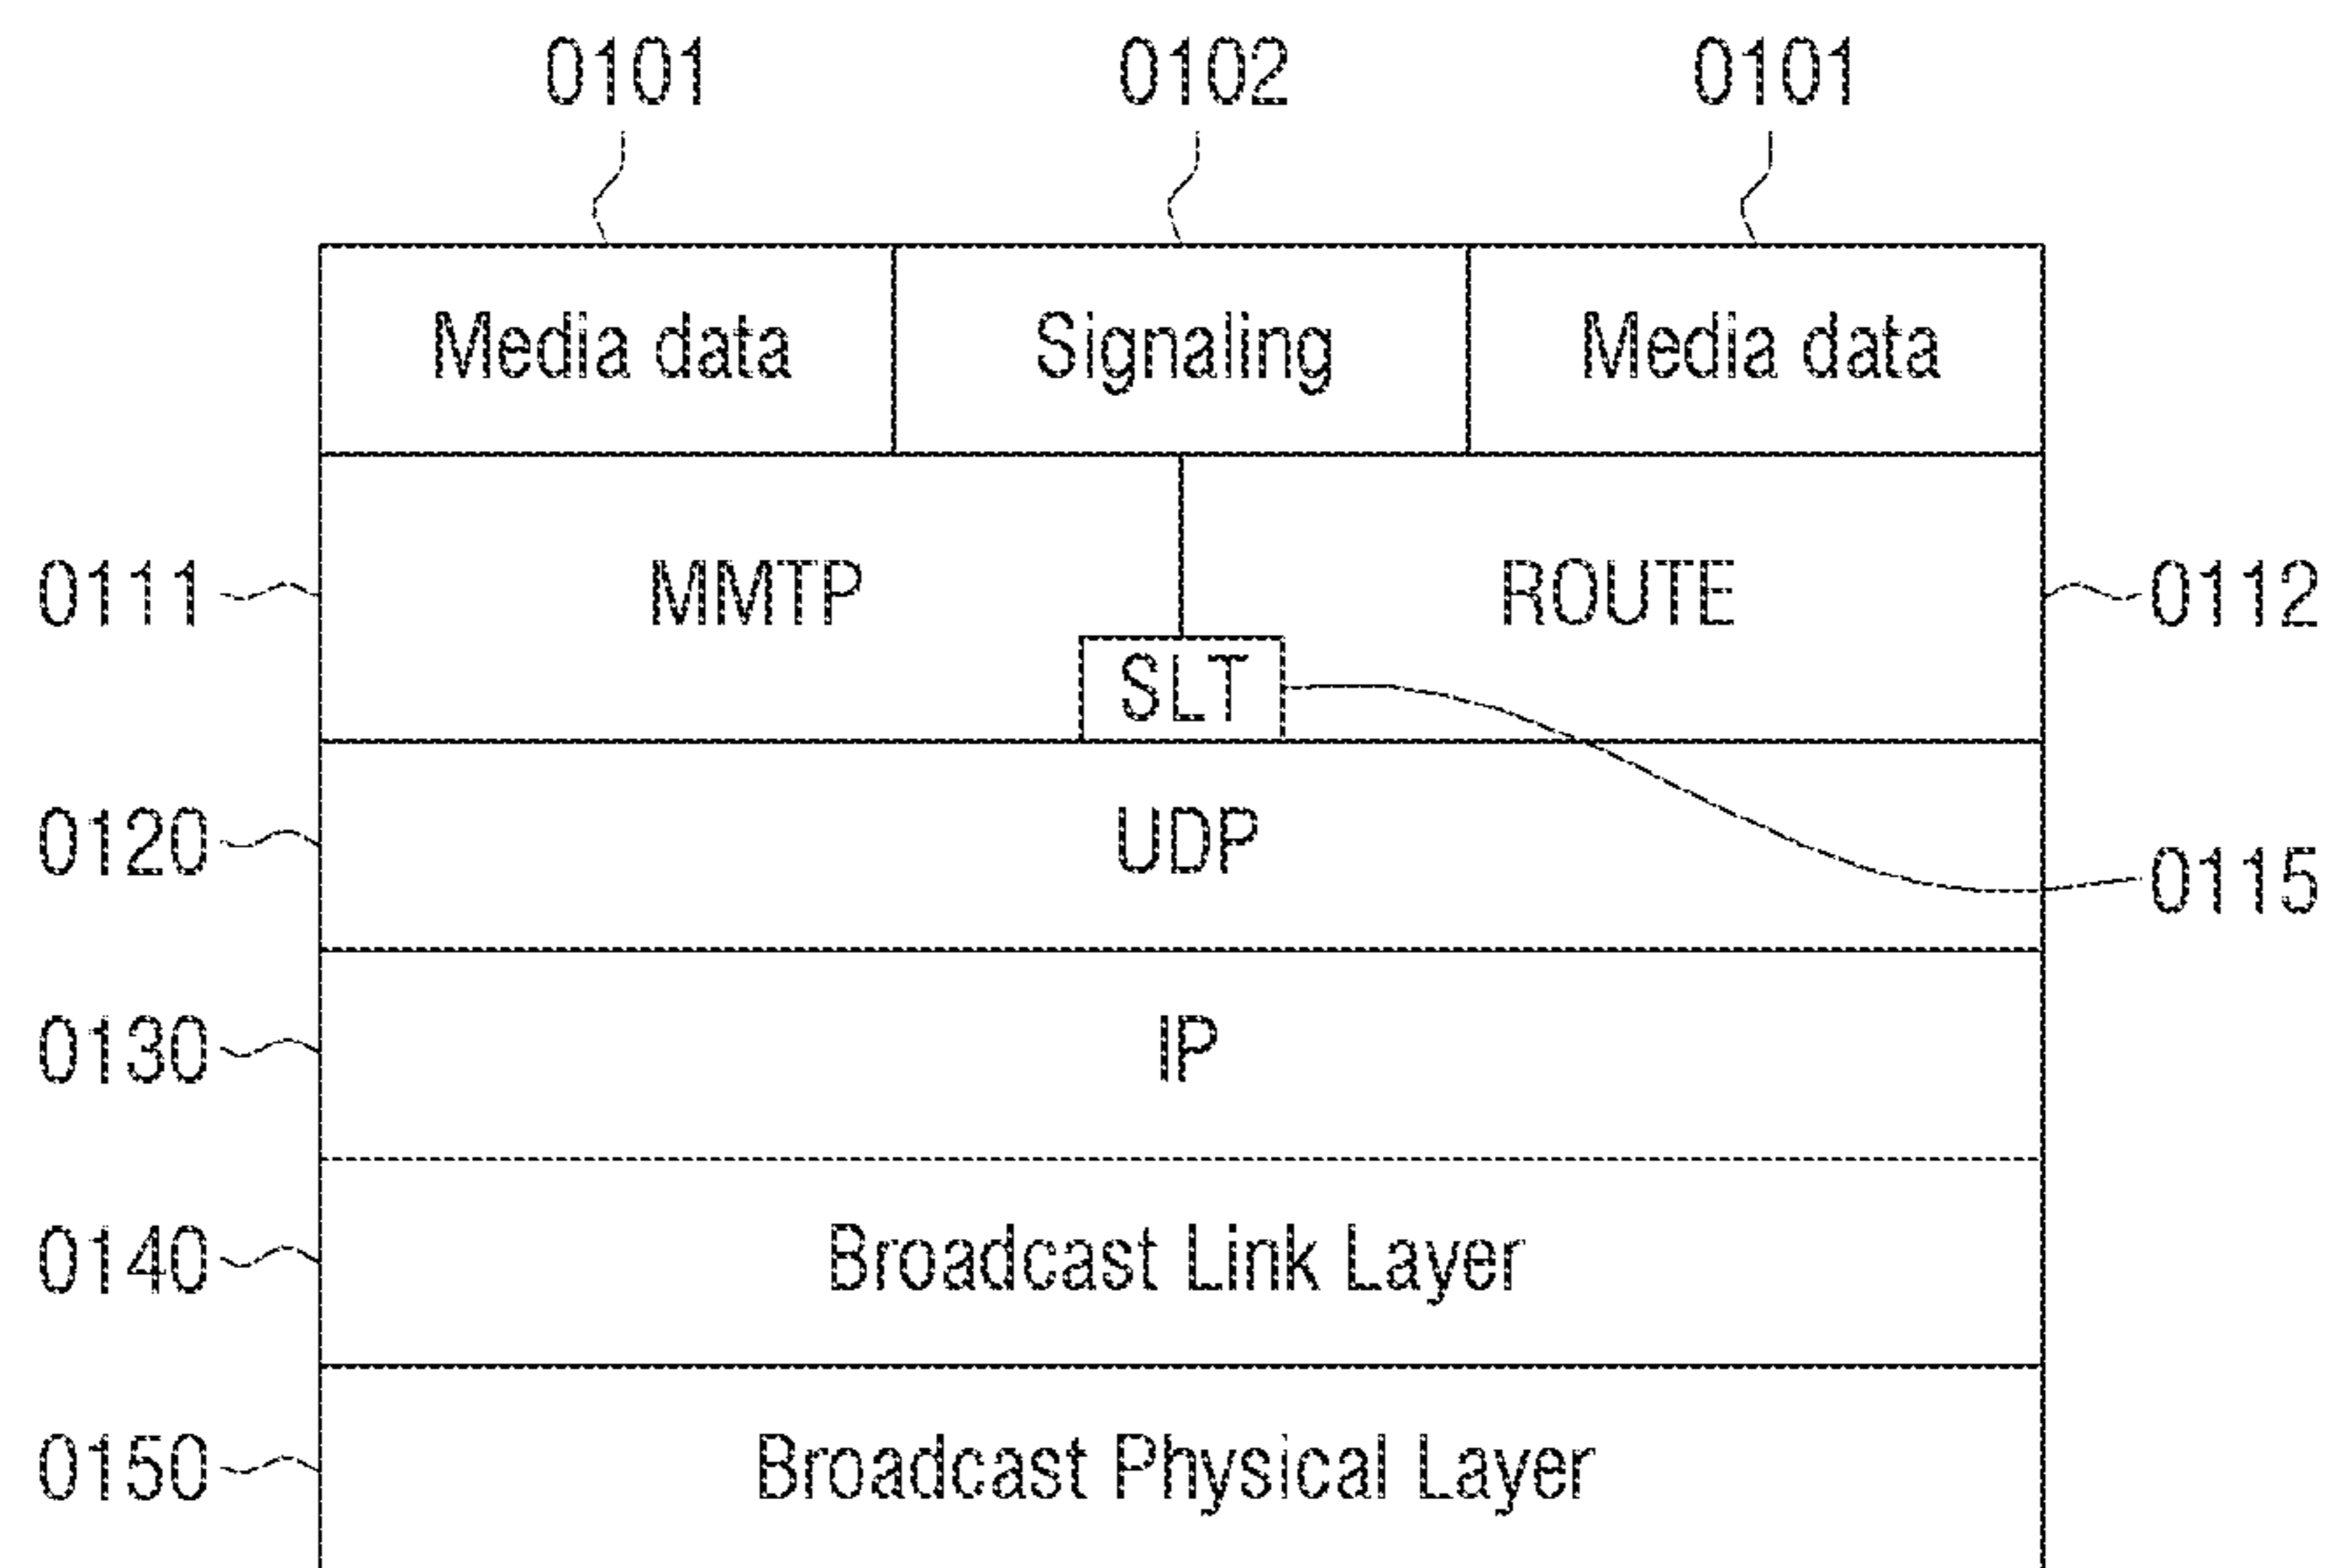 0101 0102 0101
Media data Signaling Media data
0111 MMTP ROUTE 0112
SLT
0120 UDP
0115
0130 IP
0140 Broadcast Link Layer
0150 Broadcast Physical Layer